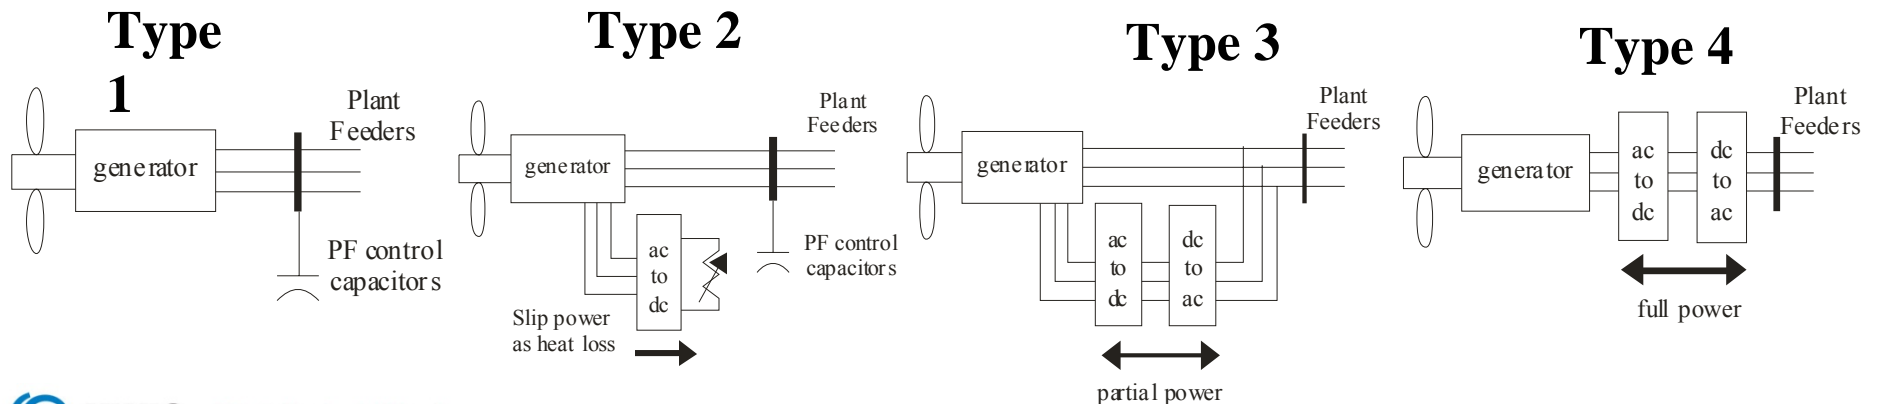 Type
1
Plant
Feeders
generator
PF control
capacitors
Type 2
Plant
Feeders
generator
ac
to
dc
PF control
capacitors
Slip power
as heat loss
Type 3
Plant
Feeders
generator
ac
to
dc
dc
to
ac
partial power
Type 4
Plant
Feeders
generator
ac
to
dc
dc
to
ac
full power